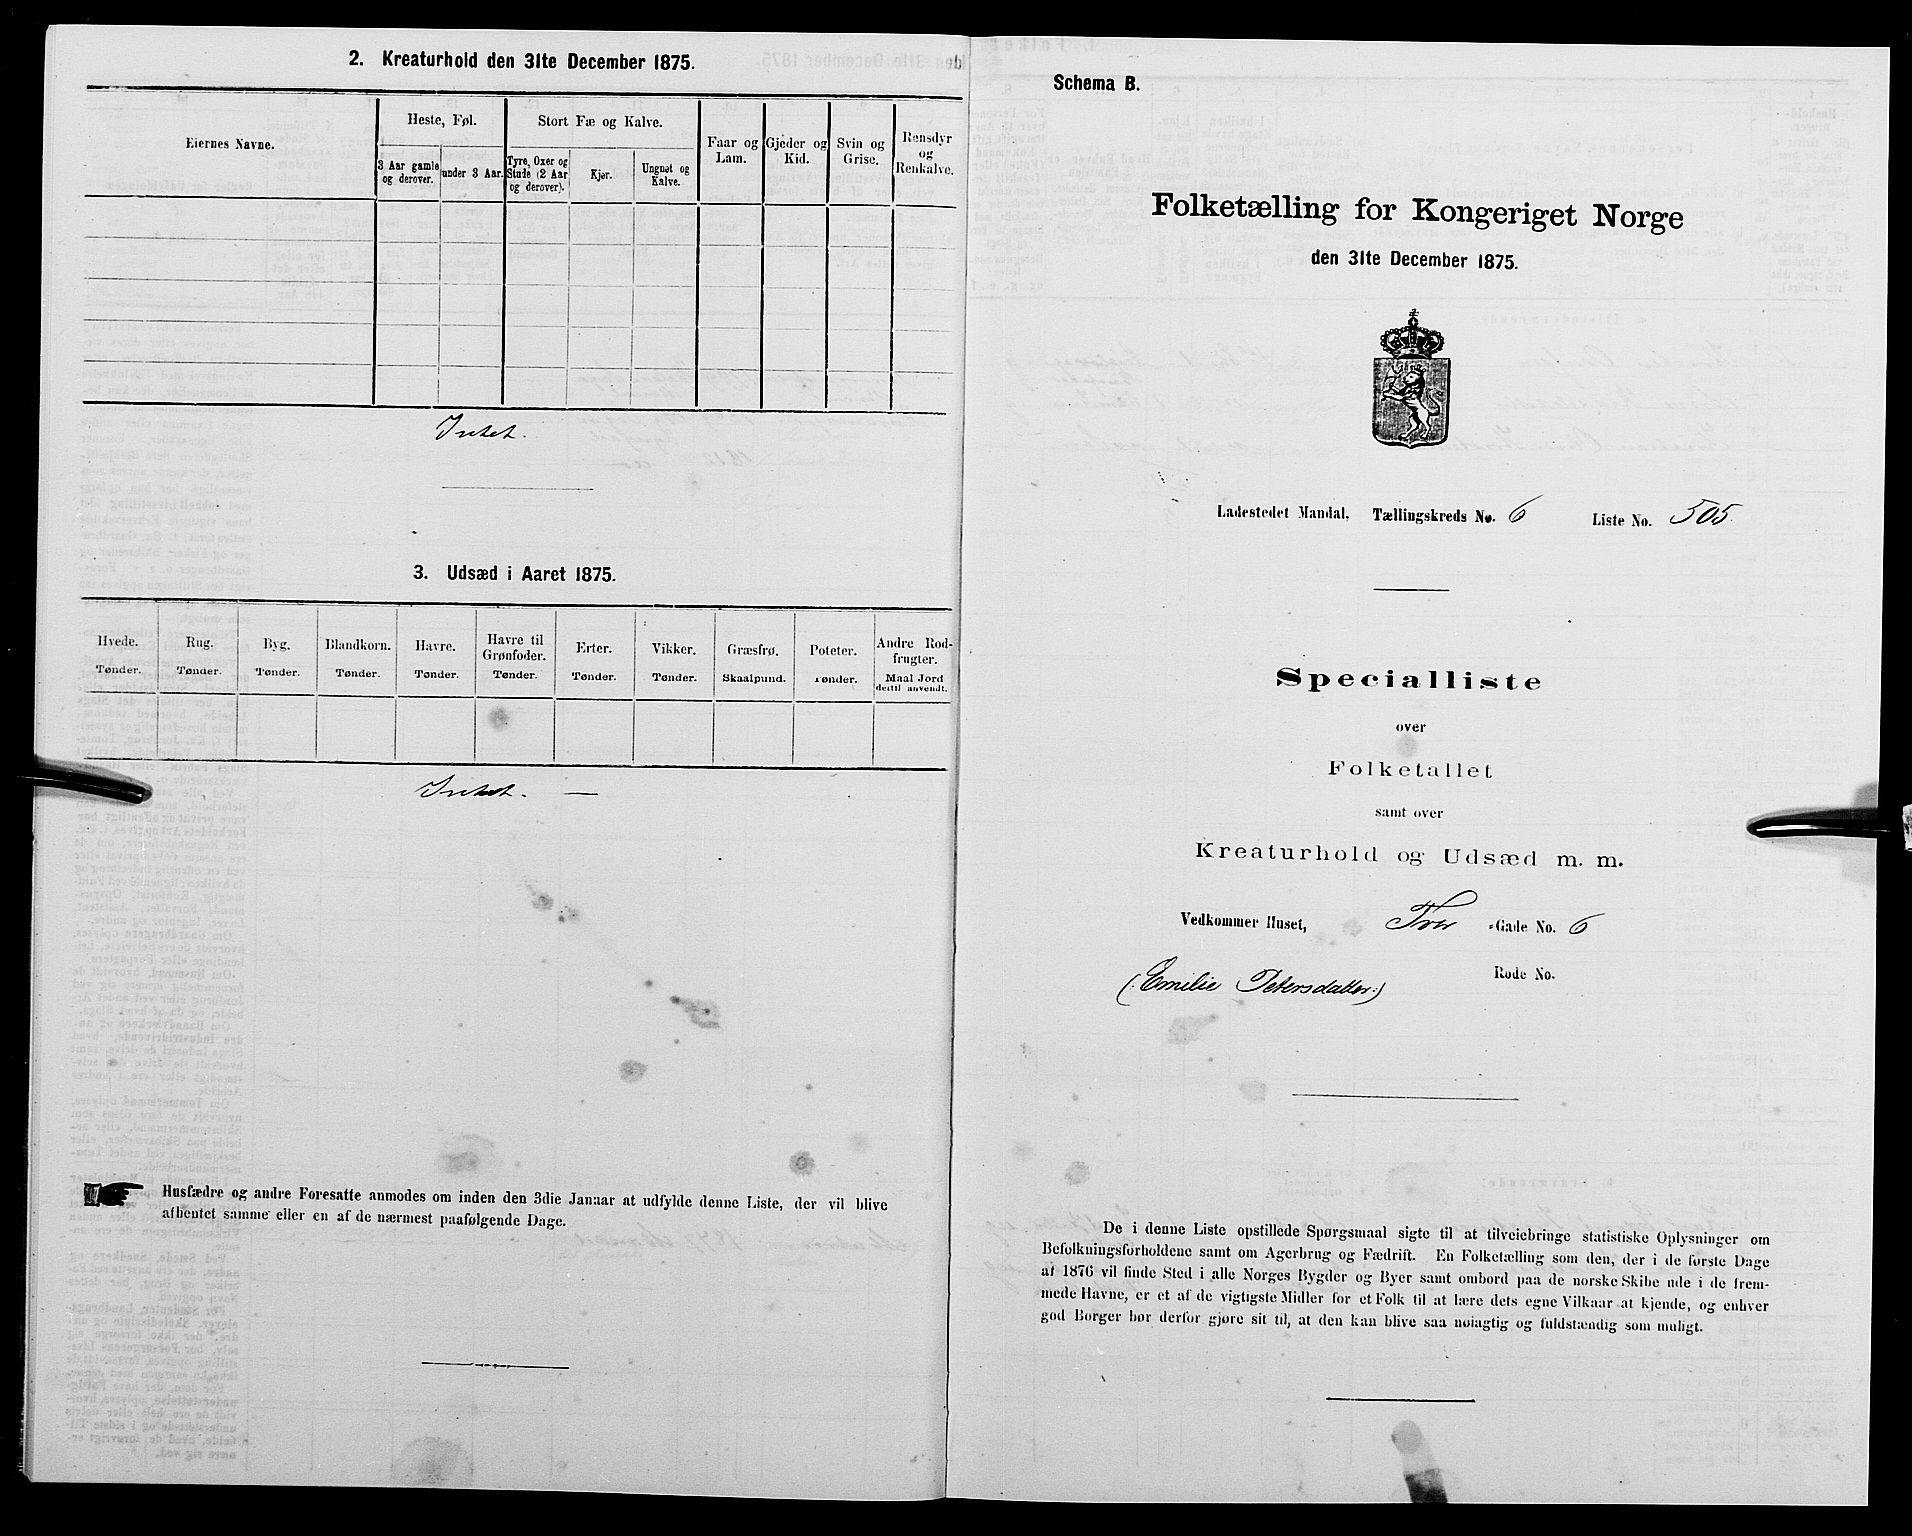 2. Kreaturhold den 31te December 1875.
Eiernes Navne.
Heste, Føl.
3 Aar gamle og derover.
under 3 Aar.
Stort Fæ og Kalve.
Tyre, Oxer og Stude (2 Aar og derover).
Kjør.
Ungnøt og Kalve.
Faar og Lam.
Gjeder og Kid.
Svin og Grise.
Rensdyr og Renkalve.
Intet.
3. Udsæd i Aaret 1875.
Hvede. Tønder.
Rug. Tønder.
Byg. Tønder.
Blandkorn. Tønder.
Havre. Tønder.
Havre til Grønfoder. Tønder.
Erter. Tønder.
Vikker. Tønder.
Græsfrø. Skaalpund.
Poteter. Tønder.
Andre Rodfrugter. Maal Jord dertil anvendt.
Intet. —
Husfædre og andre Foresatte anmodes om inden den 3die Januar at udfylde denne Liste, der vil blive
afhentet samme eller en af de nærmest paafølgende Dage.
Schema B.
Folketælling for Kongeriget Norge
den 31te December 1875.
Ladestedet Mandal, Tællingskreds No. 6 Liste No. 505.
Specialliste
over
Folketallet
samt over
Kreaturhold og Udsæd m. m.
Vedkommer Huset, Tver -Gade No. 6
Rode No.
(: Emilie Petersdatter :)
De i denne Liste opstillede Spørgsmaal sigte til at tilveiebringe statistiske Oplysninger om
Befolkningsforholdene samt om Agerbrug og Fædrift. En Folketælling som den, der i de første Dage
af 1876 vil finde Sted i alle Norges Bygder og Byer samt ombord paa de norske Skibe ude i de frem-
mede Havne, er et af de vigtigste Midler for et Folk til at lære dets egne Vilkaar at kjende, og enhver
god Borger bør derfor gjøre sit til, at den kan blive saa nøiagtig og fuldstændig som muligt.